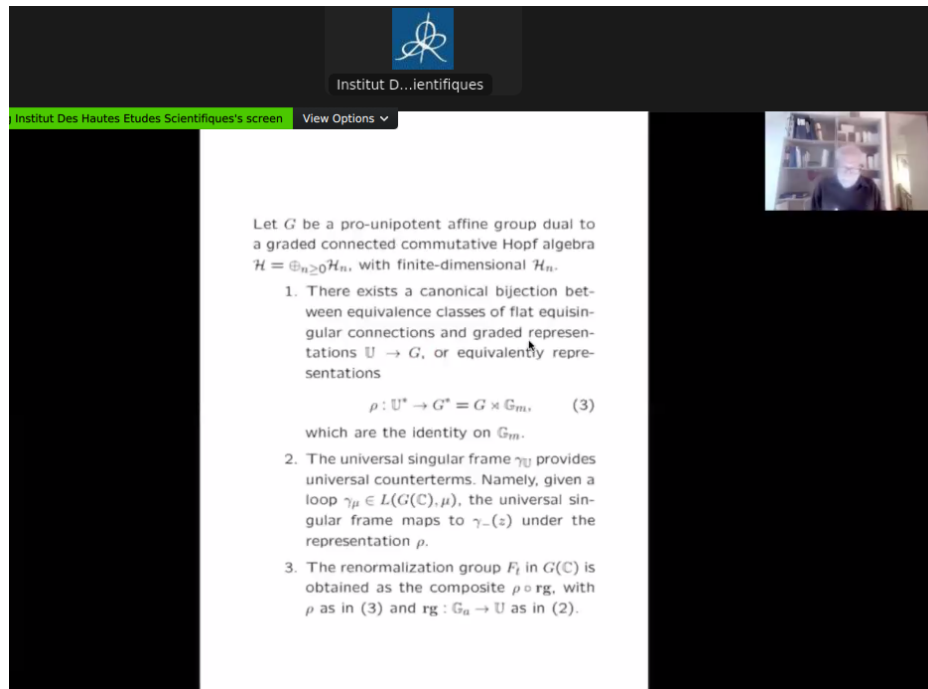 Institut D...ientifiques
Institut Des Hautes Etudes Scientifiques's screen View Options
Let G be a pro-unipotent affine group dual to
a graded connected commutative Hopf algebra
ℋ = ⊕ₙ≥₀ℋₙ, with finite-dimensional ℋₙ.
1. There exists a canonical bijection bet-
ween equivalence classes of flat equisin-
gular connections and graded represen-
tations 𝕌 → G, or equivalently repre-
sentations
ρ : 𝕌* → G* = G ⋊ 𝔾ₘ, (3)
which are the identity on 𝔾ₘ.
2. The universal singular frame γ_𝕌 provides
universal counterterms. Namely, given a
loop γ_μ ∈ L(G(ℂ), μ), the universal sin-
gular frame maps to γ₋(z) under the
representation ρ.
3. The renormalization group Fₜ in G(ℂ) is
obtained as the composite ρ ∘ rg, with
ρ as in (3) and rg : 𝔾ₐ → 𝕌 as in (2).